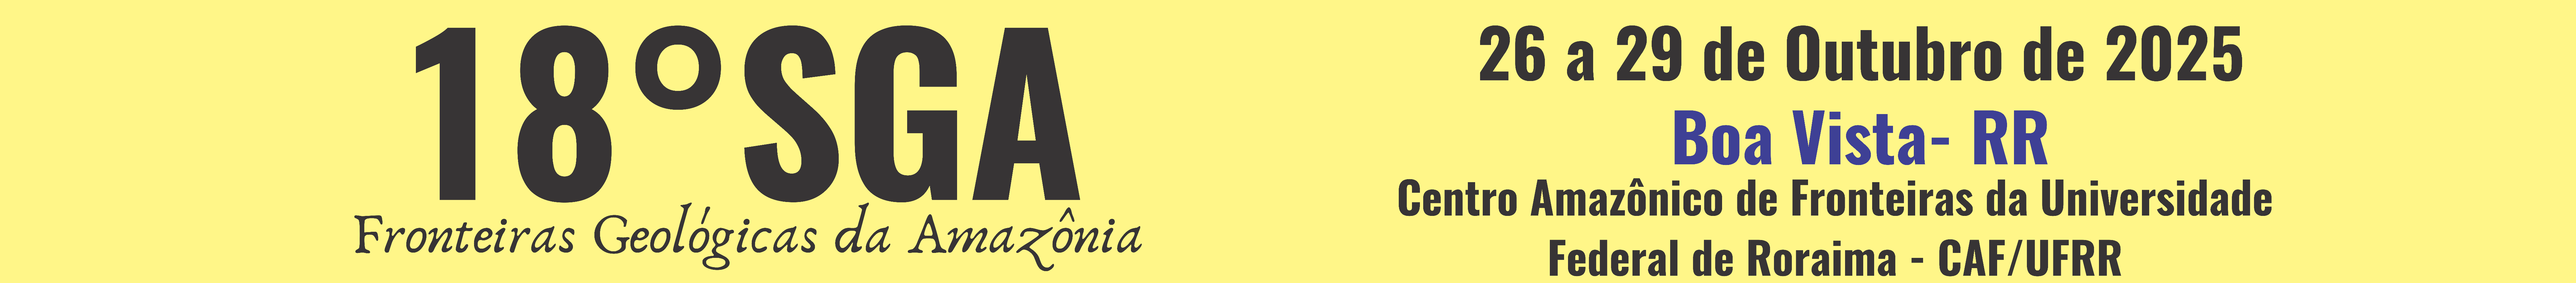 18°SGA
Fronteiras Geológicas da Amazônia
26 a 29 de Outubro de 2025
Boa Vista- RR
Centro Amazônico de Fronteiras da Universidade
Federal de Roraima - CAF/UFRR